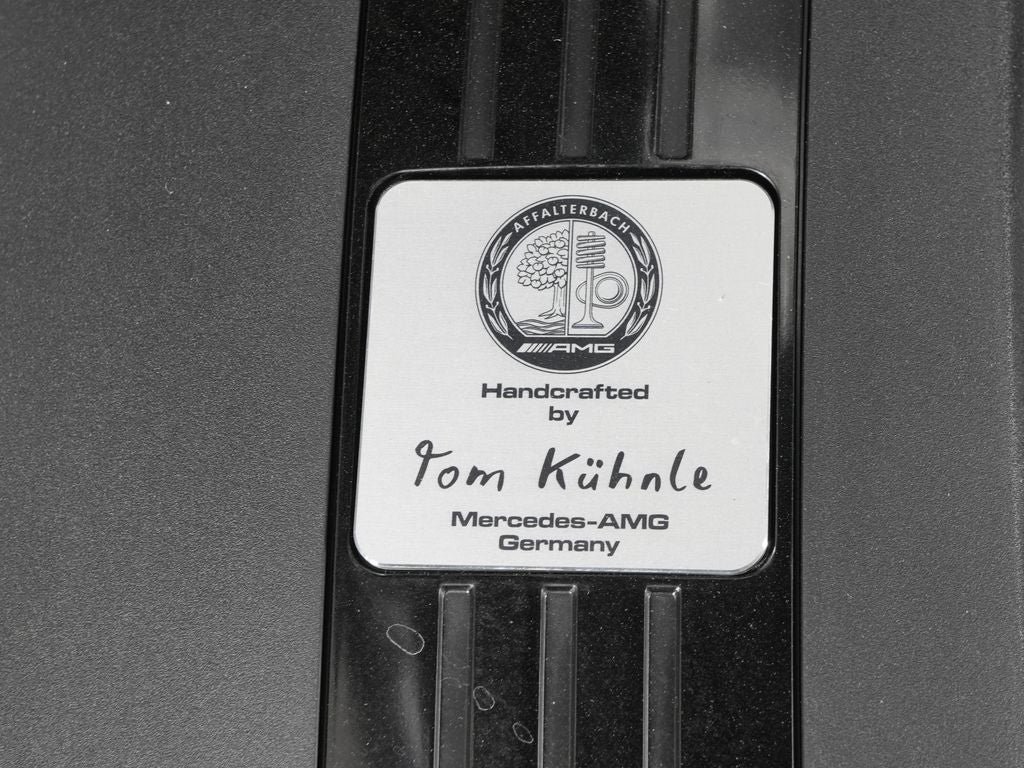 AFFALTERBACH
AMG
Handcrafted
by
Tom Kühnle
Mercedes-AMG
Germany